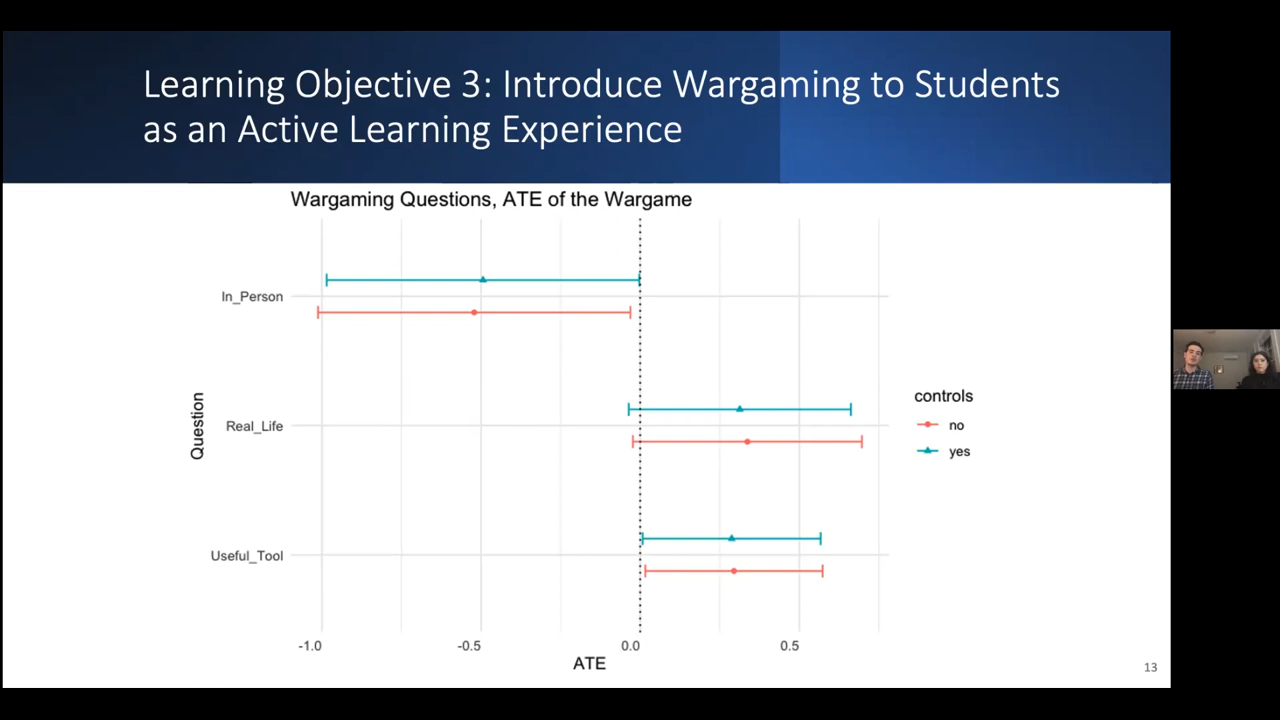 Learning Objective 3: Introduce Wargaming to Students
as an Active Learning Experience
Wargaming Questions, ATE of the Wargame
In_Person
Real_Life
Useful_Tool
Question
controls
no
yes
-1.0
-0.5
0.0
0.5
ATE
13